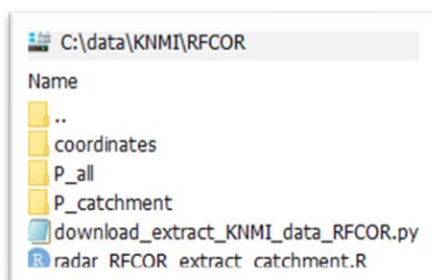 C:\data\KNMI\RFCOR
Name
..
coordinates
P_all
P_catchment
download_extract_KNMI_data_RFCOR.py
radar_RFCOR_extract_catchment.R